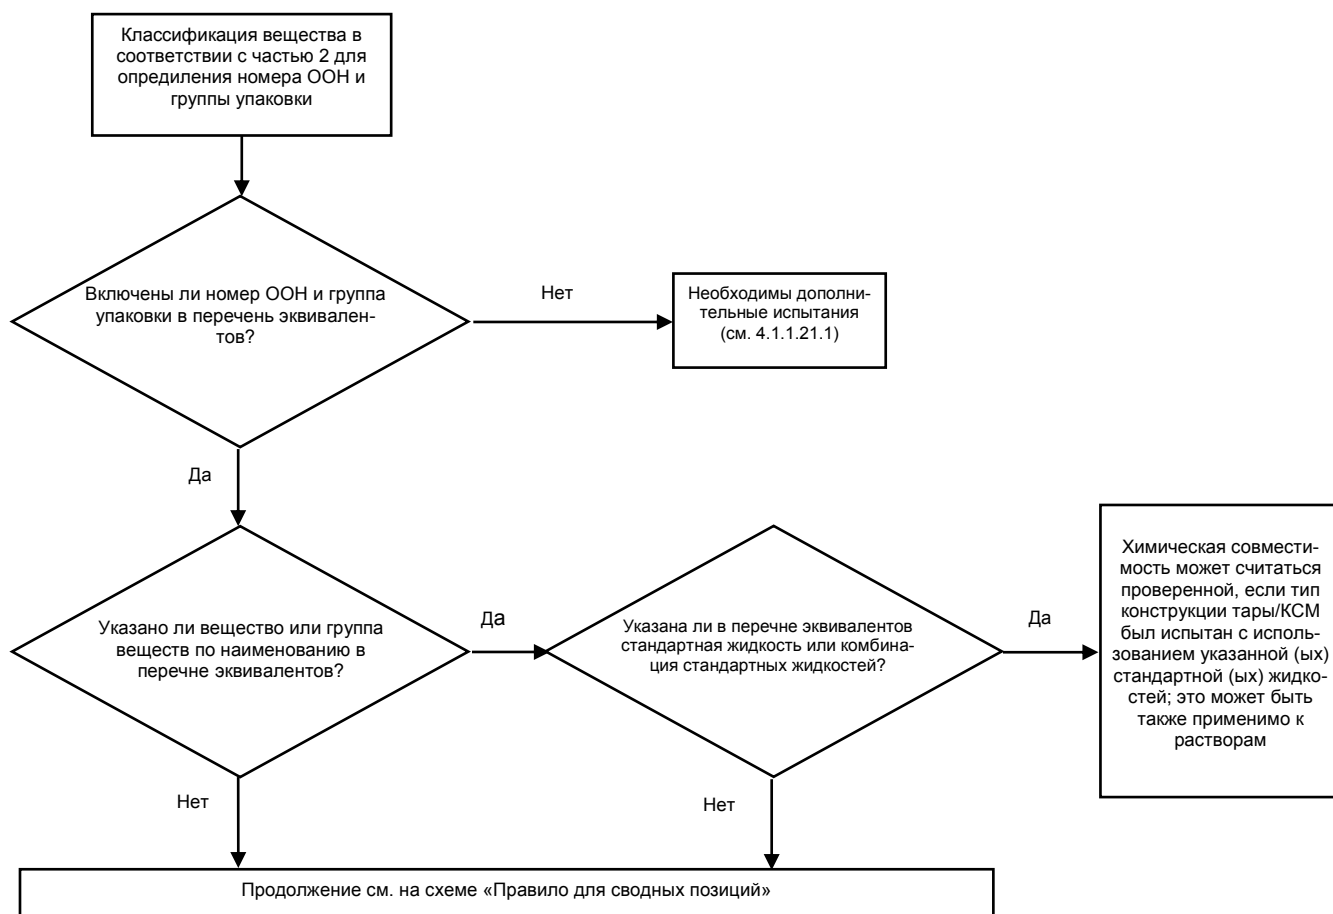 Классификация вещества в
соответствии с частью 2 для
опредиления номера ООН и
группы упаковки
Включены ли номер ООН и группа
упаковки в перечень эквивален-
тов?
Нет
Необходимы дополни-
тельные испытания
(см. 4.1.1.21.1)
Да
Указано ли вещество или группа
веществ по наименованию в
перечне эквивалентов?
Да
Указана ли в перечне эквивалентов
стандартная жидкость или комбина-
ция стандартных жидкостей?
Да
Химическая совмести-
мость может считаться
проверенной, если тип
конструкции тары/КСМ
был испытан с исполь-
зованием указанной (ых)
стандартной (ых) жидко-
стей; это может быть
также применимо к
растворам
Нет
Нет
Продолжение см. на схеме «Правило для сводных позиций»